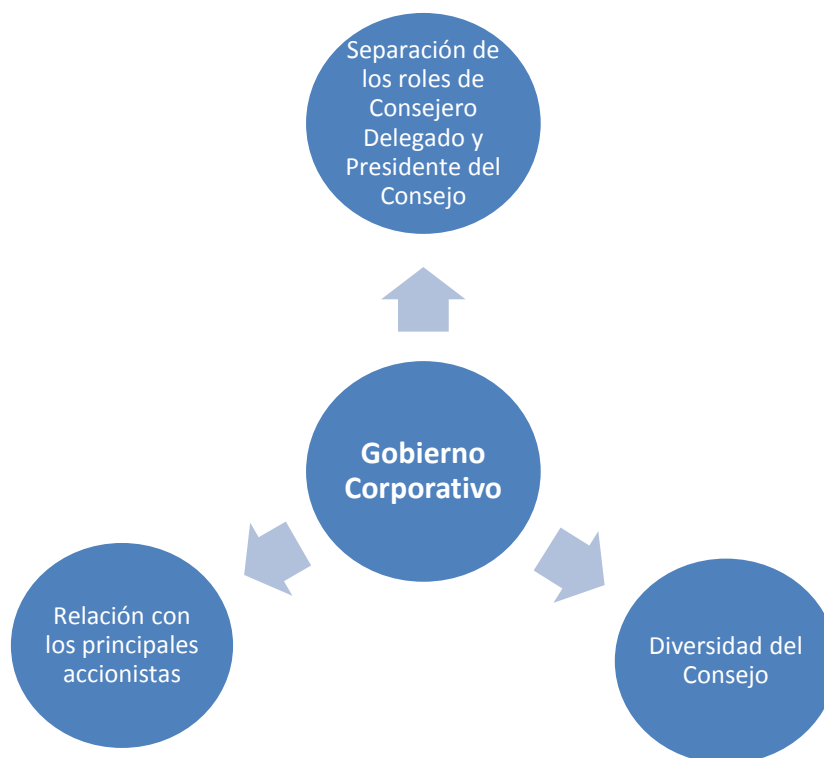 Separación de
los roles de
Consejero
Delegado y
Presidente del
Consejo
Gobierno
Corporativo
Relación con
los principales
accionistas
Diversidad del
Consejo